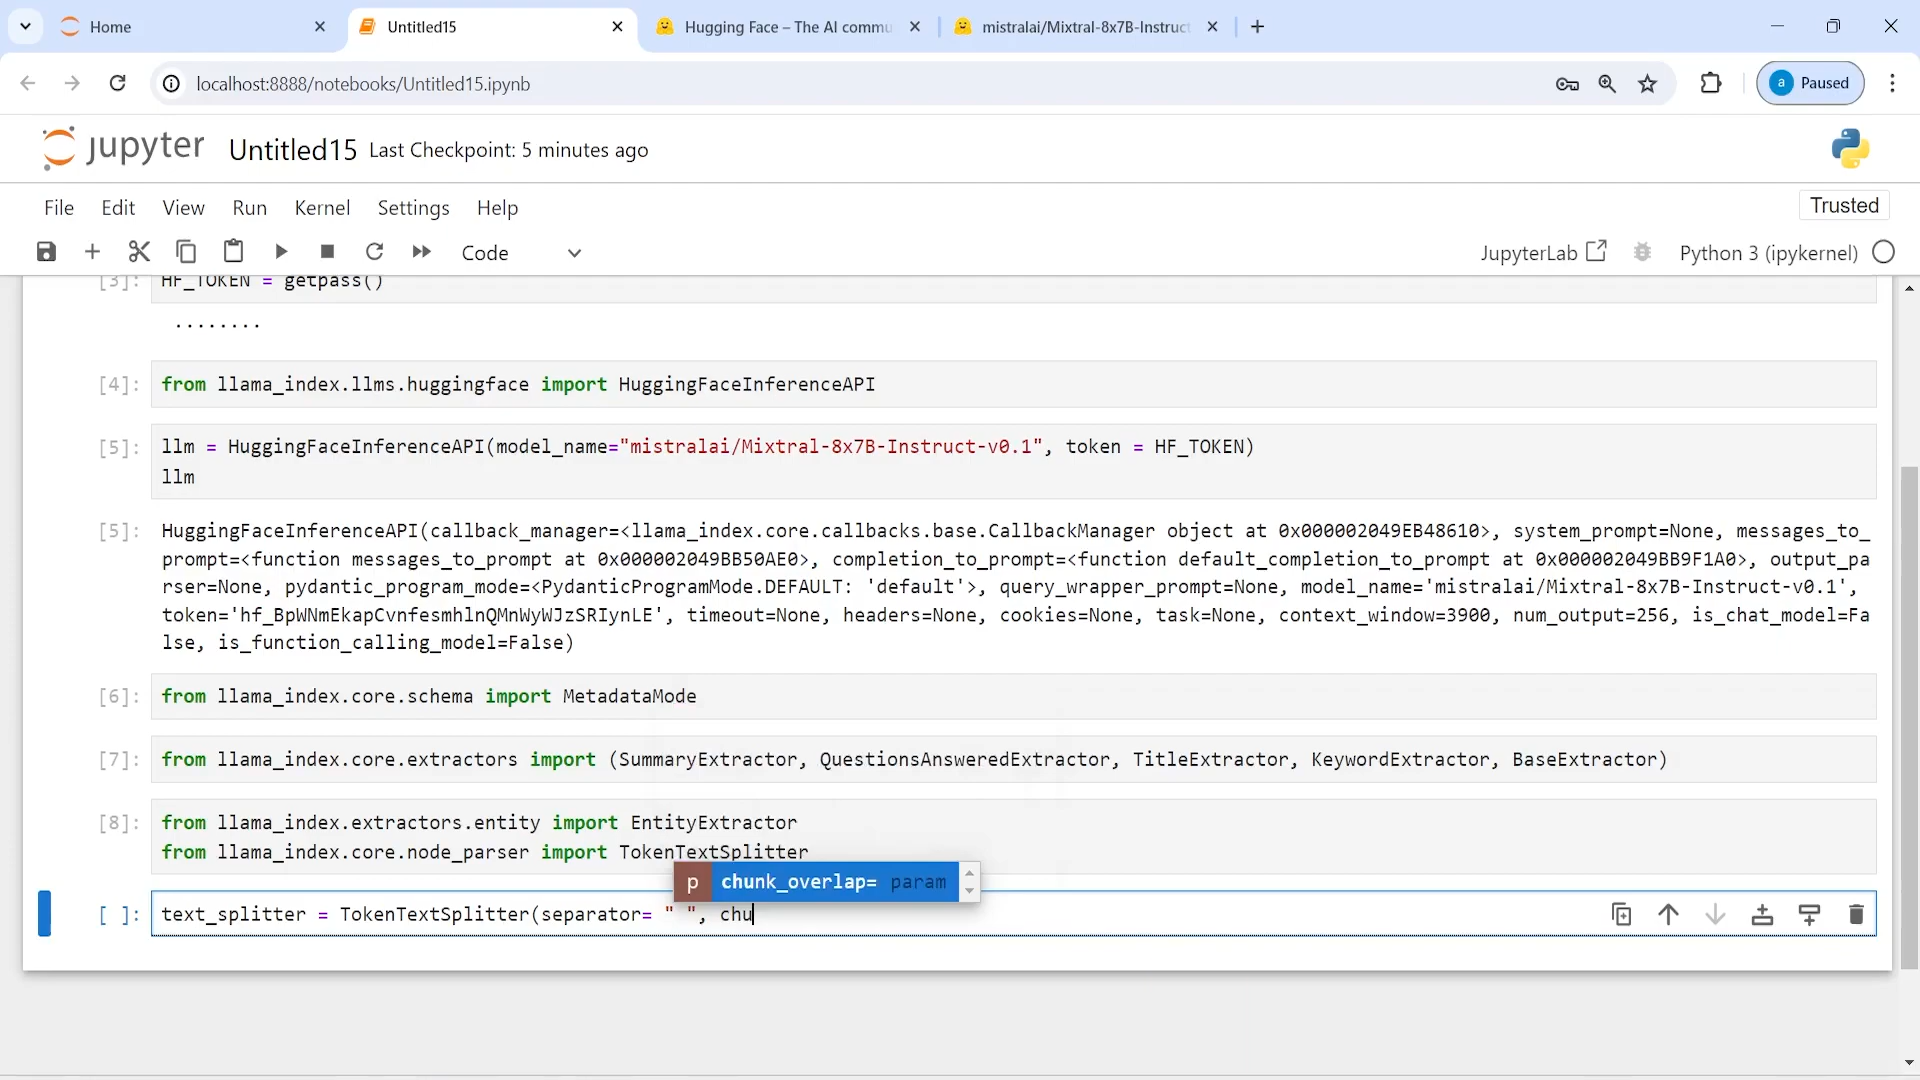 Home
Untitled15
Hugging Face – The AI commu
mistralai/Mixtral-8x7B-Instruct
localhost:8888/notebooks/Untitled15.ipynb
a Paused
jupyter Untitled15 Last Checkpoint: 5 minutes ago
File Edit View Run Kernel Settings Help
Trusted
Code
JupyterLab
Python 3 (ipykernel)
[3]: HF_TOKEN = getpass()
········
[4]: from llama_index.llms.huggingface import HuggingFaceInferenceAPI
[5]: llm = HuggingFaceInferenceAPI(model_name="mistralai/Mixtral-8x7B-Instruct-v0.1", token = HF_TOKEN)
llm
[5]: HuggingFaceInferenceAPI(callback_manager=<llama_index.core.callbacks.base.CallbackManager object at 0x000002049EB48610>, system_prompt=None, messages_to_
prompt=<function messages_to_prompt at 0x000002049BB50AE0>, completion_to_prompt=<function default_completion_to_prompt at 0x000002049BB9F1A0>, output_pa
rser=None, pydantic_program_mode=<PydanticProgramMode.DEFAULT: 'default'>, query_wrapper_prompt=None, model_name='mistralai/Mixtral-8x7B-Instruct-v0.1',
token='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', timeout=None, headers=None, cookies=None, task=None, context_window=3900, num_output=256, is_chat_model=Fa
lse, is_function_calling_model=False)
[6]: from llama_index.core.schema import MetadataMode
[7]: from llama_index.core.extractors import (SummaryExtractor, QuestionsAnsweredExtractor, TitleExtractor, KeywordExtractor, BaseExtractor)
[8]: from llama_index.extractors.entity import EntityExtractor
from llama_index.core.node_parser import TokenTextSplitter
p chunk_overlap= param
[ ]: text_splitter = TokenTextSplitter(separator= " ", chu